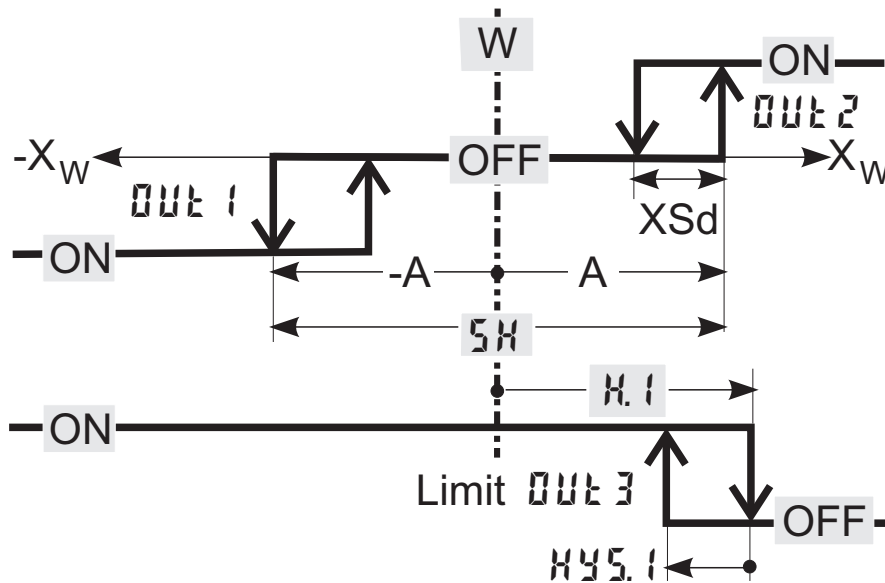 W
ON
OUt2
-XW
OFF
XW
OUt1
XSd
ON
-A
A
SH
H.1
ON
Limit OUt3
OFF
HYS.1